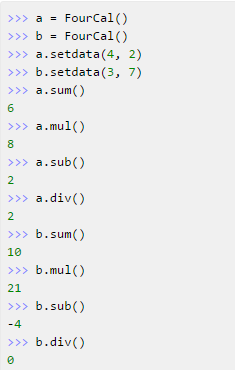 >>> a = FourCal()
>>> b = FourCal()
>>> a.setdata(4, 2)
>>> b.setdata(3, 7)
>>> a.sum()
6
>>> a.mul()
8
>>> a.sub()
2
>>> a.div()
2
>>> b.sum()
10
>>> b.mul()
21
>>> b.sub()
-4
>>> b.div()
0